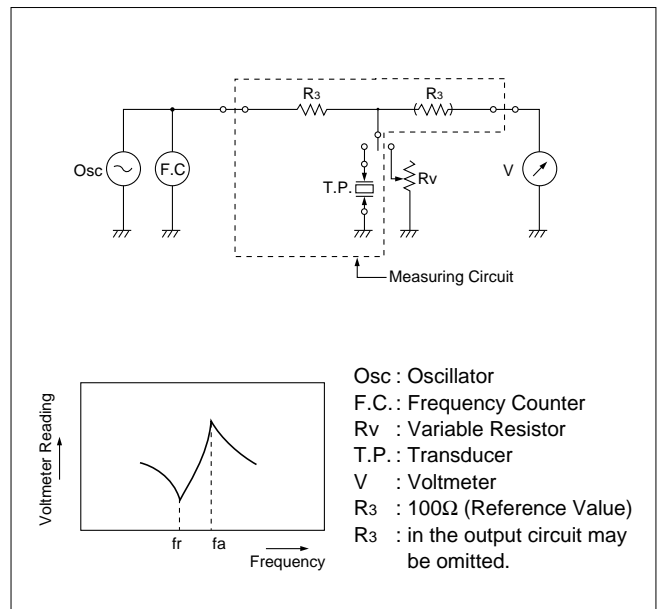 R3
R3
Osc
F.C
T.P.
Rv
V
Measuring Circuit
Voltmeter Reading
fr
fa
Frequency
Osc : Oscillator
F.C. : Frequency Counter
Rv : Variable Resistor
T.P. : Transducer
V : Voltmeter
R3 : 100Ω (Reference Value)
R3 : in the output circuit may
be omitted.